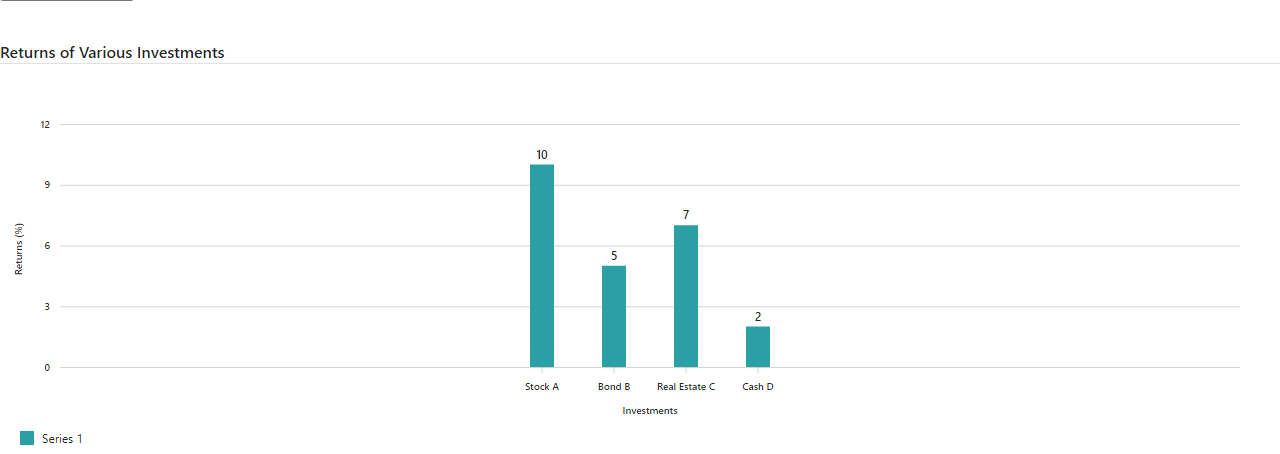 Returns of Various Investments
12
9
6
3
0
Returns (%)
10
5
7
2
Stock A
Bond B
Real Estate C
Cash D
Investments
Series 1